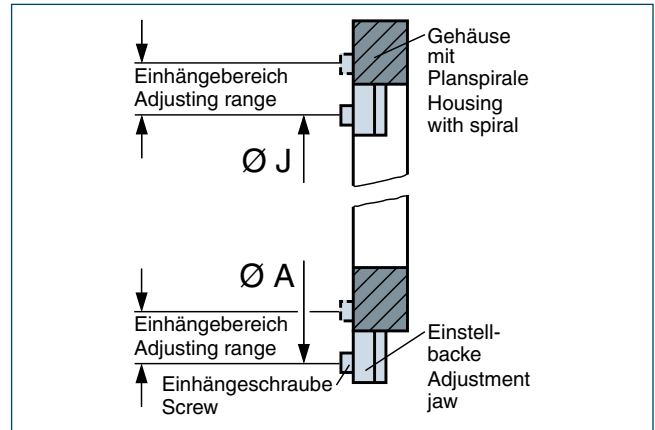 Gehäuse
mit
Planspirale
Housing
with spiral
Einhängebereich
Adjusting range
Ø J
Ø A
Einhängebereich
Adjusting range
Einstell-
backe
Adjustment
jaw
Einhängeschraube
Screw